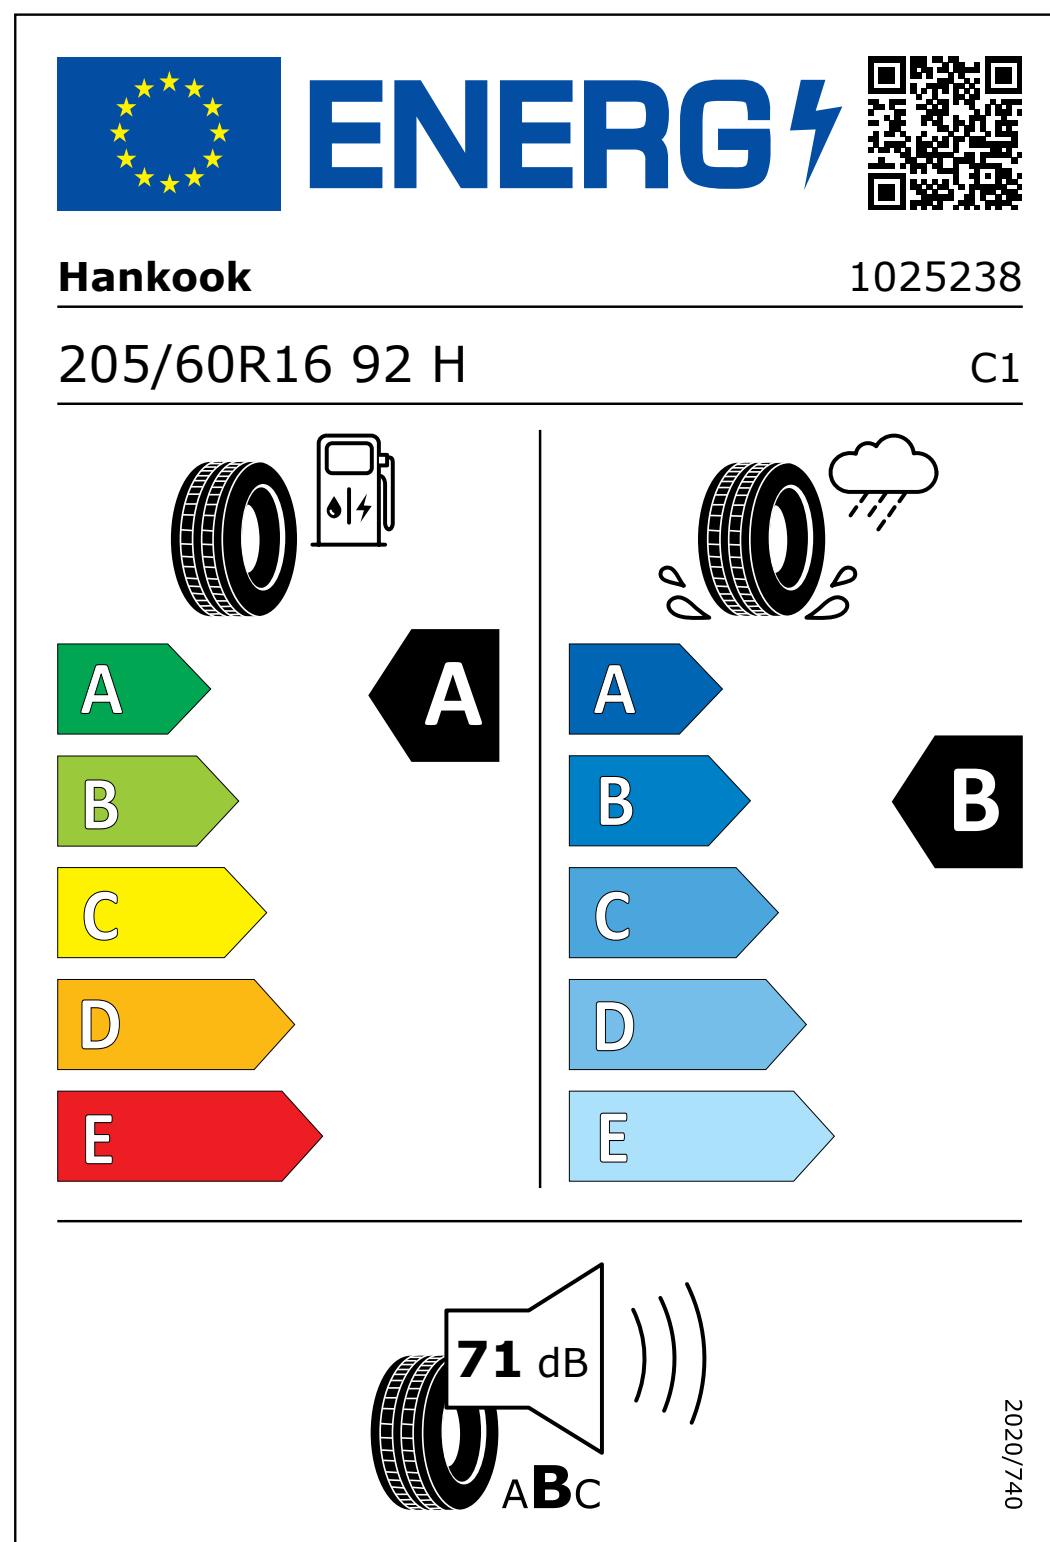 ENERG
Hankook 1025238
205/60R16 92 H C1
A A A
B B B
C C
D D
E E
71 dB
ABC
2020/740